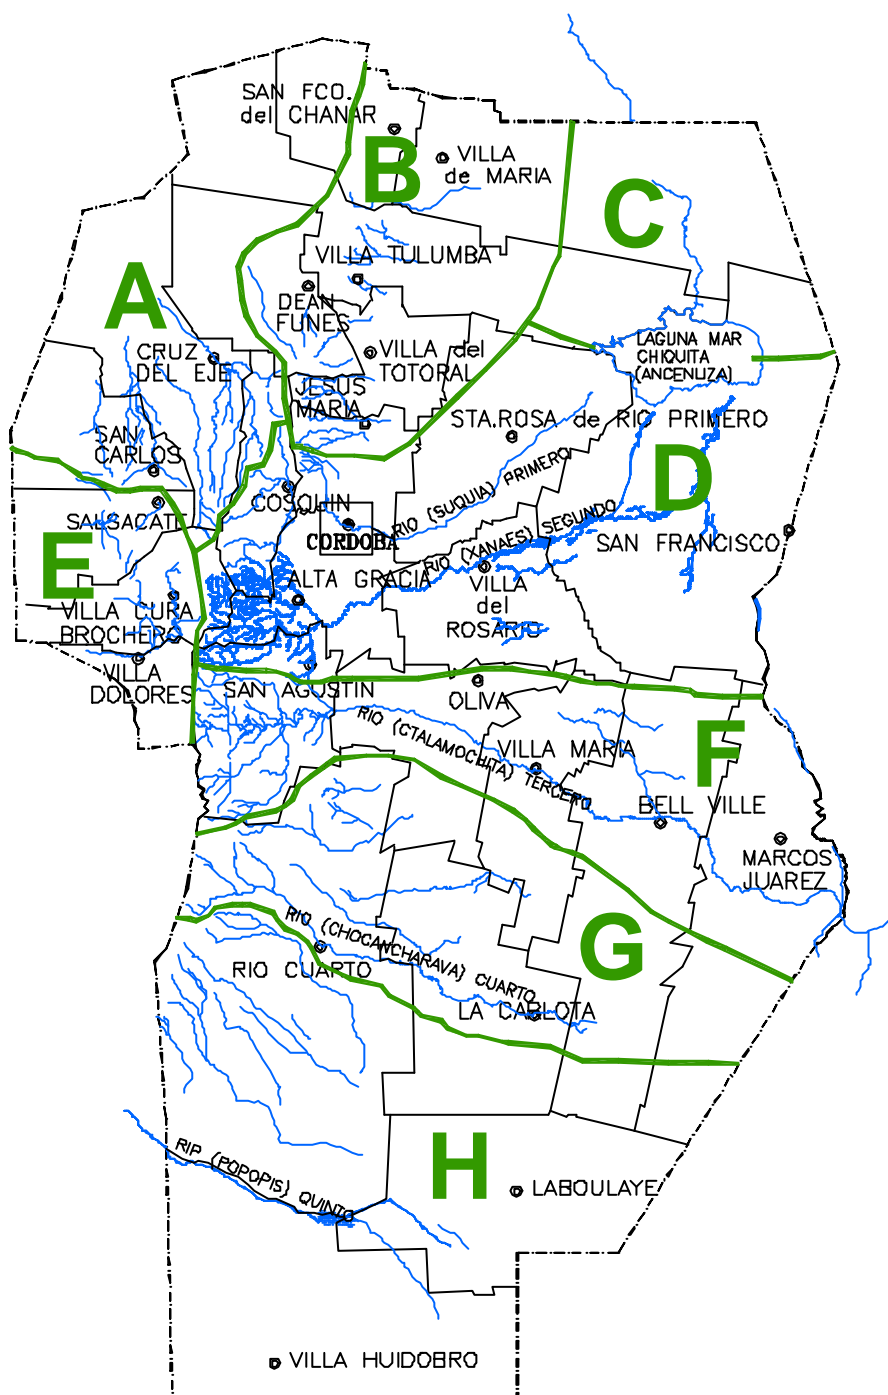 SAN FCO.
del CHANAR
B
VILLA
de MARIA
C
VILLA TULUMBA
A
DEAN
FUNES
LAGUNA MAR
CHIQUITA
(ANCENUZA)
CRUZ
DEL EJE
VILLA del
TOTORAL
JESUS
MARIA
STA.ROSA de RIO PRIMERO
SAN
CARLOS
D
RIO (SUQUIA) PRIMERO
COSQUIN
SALSACATE
RIO (XANAES) SEGUNDO
CORDOBA
SAN FRANCISCO
E
ALTA GRACIA
VILLA
del
ROSARIO
VILLA CURA
BROCHERO
VILLA
DOLORES
SAN AGUSTIN
OLIVA
RIO (CTALAMOCHITA) TERCERO
F
VILLA MARIA
BELL VILLE
MARCOS
JUAREZ
G
RIO (CHOCANCHARAVA) CUARTO
RIO CUARTO
LA CARLOTA
H
RIP (POPOPIS) QUINTO
LABOULAYE
VILLA HUIDOBRO